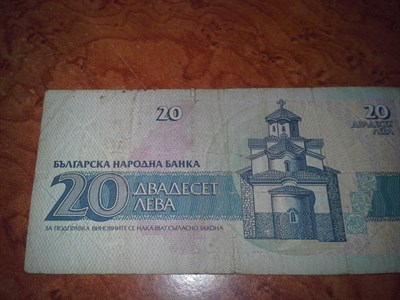 20
20
ДВАДЕСЕТ
ЛЕВА
БЪЛГАРСКА НАРОДНА БАНКА
20 ДВАДЕСЕТ
ЛЕВА
ЗА ПОДПРАВКА ВИНОВНИТЕ СЕ НАКАЗВАТ СЪГЛАСНО ЗАКОНА